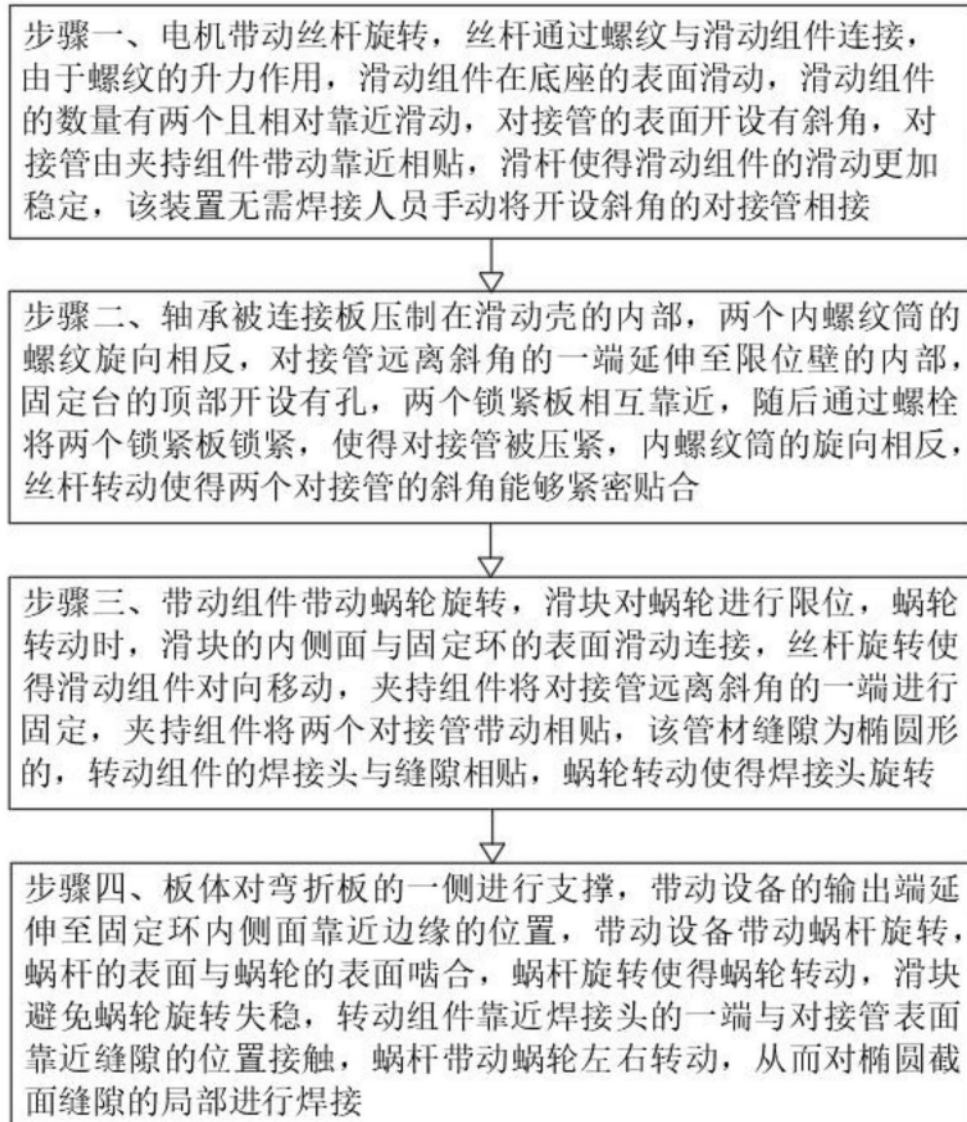 步骤一、电机带动丝杆旋转，丝杆通过螺纹与滑动组件连接，
由于螺纹的升力作用，滑动组件在底座的表面滑动，滑动组件
的数量有两个且相对靠近滑动，对接管的表面开设有斜角，对
接管由夹持组件带动靠近相贴，滑杆使得滑动组件的滑动更加
稳定，该装置无需焊接人员手动将开设斜角的对接管相接
步骤二、轴承被连接板压制在滑动壳的内部，两个内螺纹筒的
螺纹旋向相反，对接管远离斜角的一端延伸至限位壁的内部，
固定台的顶部开设有孔，两个锁紧板相互靠近，随后通过螺栓
将两个锁紧板锁紧，使得对接管被压紧，内螺纹筒的旋向相反，
丝杆转动使得两个对接管的斜角能够紧密贴合
步骤三、带动组件带动蜗轮旋转，滑块对蜗轮进行限位，蜗轮
转动时，滑块的内侧面与固定环的表面滑动连接，丝杆旋转使
得滑动组件对向移动，夹持组件将对接管远离斜角的一端进行
固定，夹持组件将两个对接管带动相贴，该管材缝隙为椭圆形
的，转动组件的焊接头与缝隙相贴，蜗轮转动使得焊接头旋转
步骤四、板体对弯折板的一侧进行支撑，带动设备的输出端延
伸至固定环内侧面靠近边缘的位置，带动设备带动蜗杆旋转，
蜗杆的表面与蜗轮的表面啮合，蜗杆旋转使得蜗轮转动，滑块
避免蜗轮旋转失稳，转动组件靠近焊接头的一端与对接管表面
靠近缝隙的位置接触，蜗杆带动蜗轮左右转动，从而对椭圆截
面缝隙的局部进行焊接